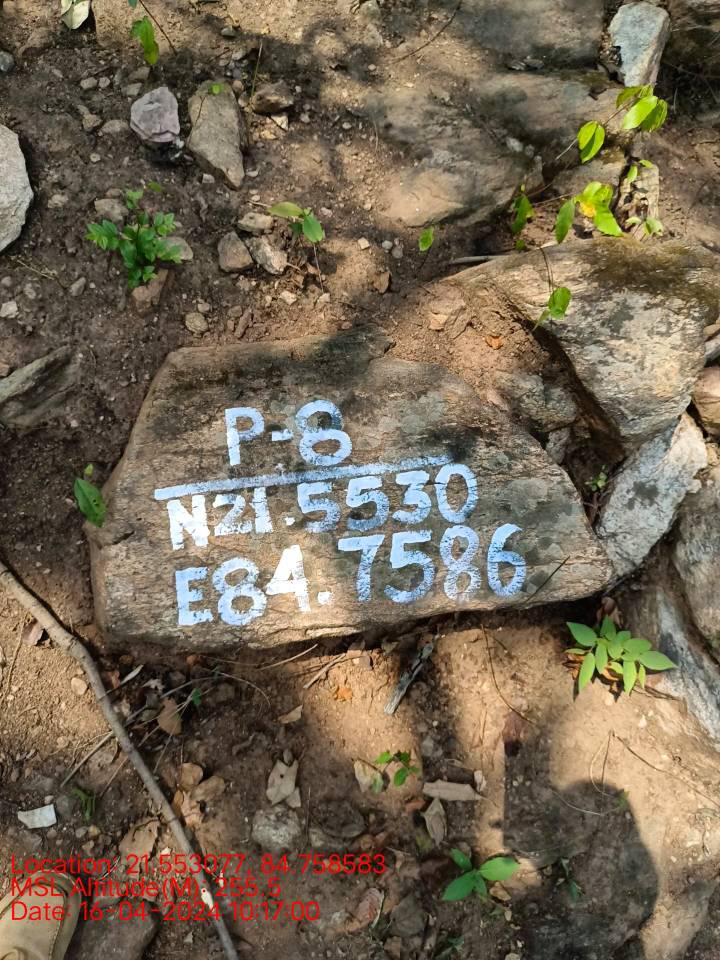 P-8
N21.5530
E84.7586
Location: 21.553077, 84.758583
MSL Altitude(M): 255.5
Date: 16-04-2024 10:17:00